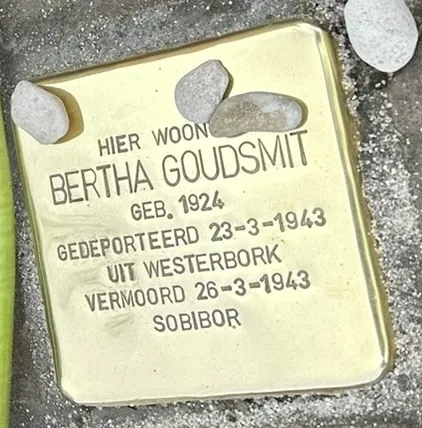 HIER WOON
BERTHA GOUDSMIT
GEB. 1924
GEDEPORTEERD 23-3-1943
UIT WESTERBORK
VERMOORD 26-3-1943
SOBIBOR